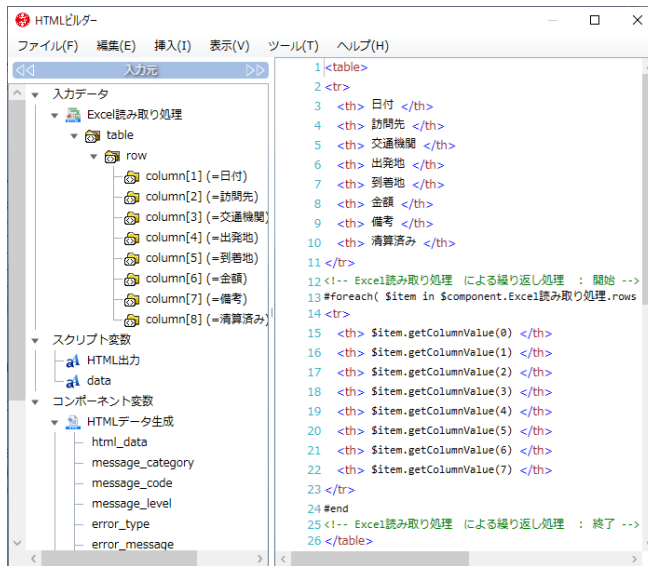 HTMLビルダー
ファイル(F) 編集(E) 挿入(I) 表示(V) ツール(T) ヘルプ(H)
入力元
入力データ
Excel読み取り処理
table
row
column[1] (=日付)
column[2] (=訪問先)
column[3] (=交通機関)
column[4] (=出発地)
column[5] (=到着地)
column[6] (=金額)
column[7] (=備考)
column[8] (=清算済み)
スクリプト変数
HTML出力
data
コンポーネント変数
HTMLデータ生成
html_data
message_category
message_code
message_level
error_type
error_message
1 <table>
2 <tr>
3 <th> 日付 </th>
4 <th> 訪問先 </th>
5 <th> 交通機関 </th>
6 <th> 出発地 </th>
7 <th> 到着地 </th>
8 <th> 金額 </th>
9 <th> 備考 </th>
10 <th> 清算済み </th>
11 </tr>
12 <!-- Excel読み取り処理 による繰り返し処理 : 開始 -->
13 #foreach( $item in $component.Excel読み取り処理.rows
14 <tr>
15 <th> $item.getColumnValue(0) </th>
16 <th> $item.getColumnValue(1) </th>
17 <th> $item.getColumnValue(2) </th>
18 <th> $item.getColumnValue(3) </th>
19 <th> $item.getColumnValue(4) </th>
20 <th> $item.getColumnValue(5) </th>
21 <th> $item.getColumnValue(6) </th>
22 <th> $item.getColumnValue(7) </th>
23 </tr>
24 #end
25 <!-- Excel読み取り処理 による繰り返し処理 : 終了 -->
26 </table>